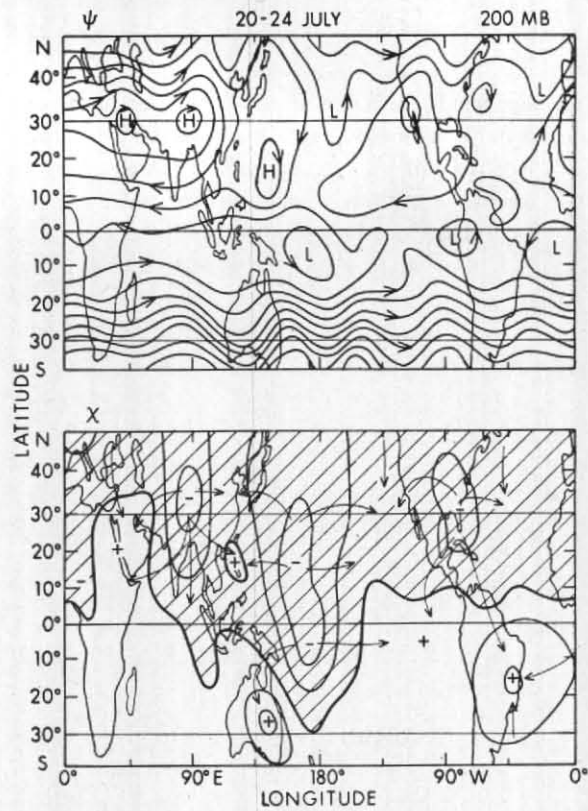 ψ 20-24 JULY 200 MB
N
40°
30°
20°
10°
0°
10°
20°
30°
S
H H H L L L L L
LATITUDE
χ
N
40°
30°
20°
10°
0°
10°
20°
30°
S
- - + + - - - - + + +
0° 90°E 180° 90°W 0°
LONGITUDE